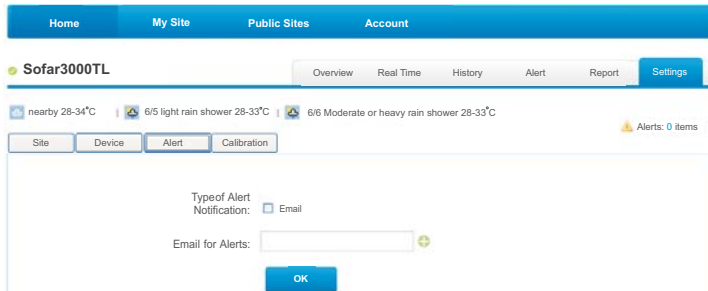 Home My Site Public Sites Account
Sofar3000TL
Overview Real Time History Alert Report Settings
nearby 28-34°C | 6/5 light rain shower 28-33°C | 6/6 Moderate or heavy rain shower 28-33°C
Alerts: 0 items
Site Device Alert Calibration
Typeof Alert
Notification: Email
Email for Alerts:
OK